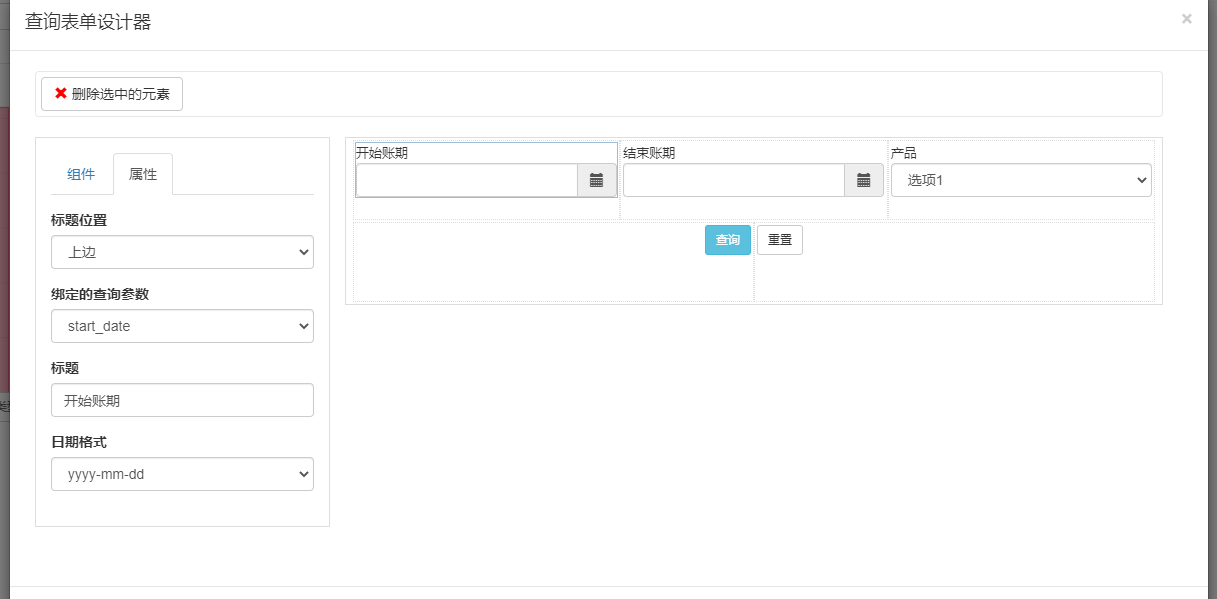 查询表单设计器
×
删除选中的元素
组件 属性
标题位置
上边
绑定的查询参数
start_date
标题
开始账期
日期格式
yyyy-mm-dd
开始账期 结束账期 产品
选项1
查询 重置